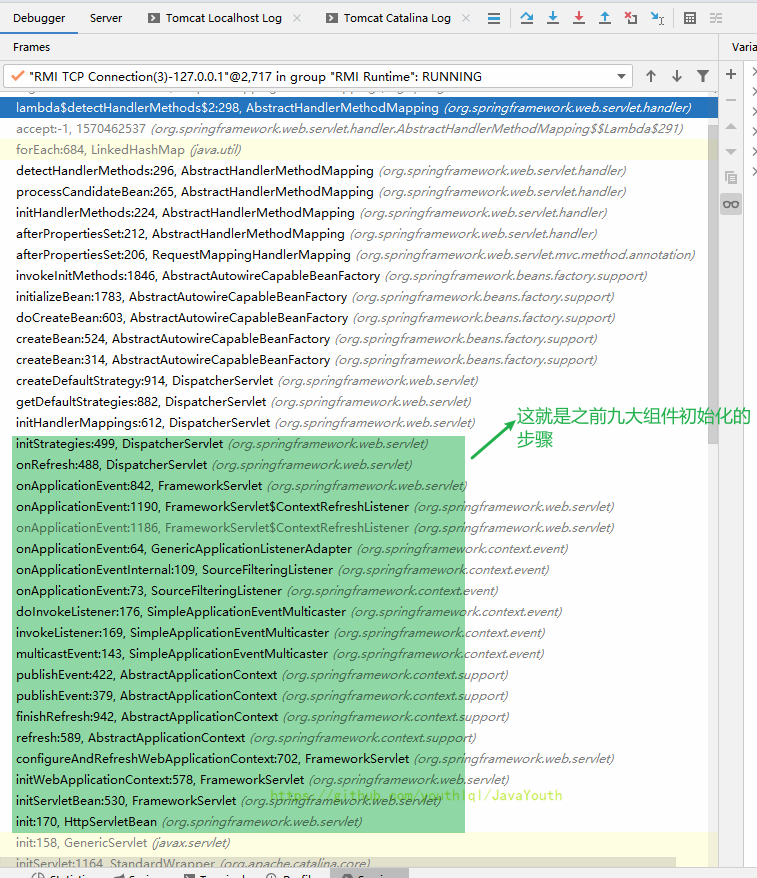 Debugger Server Tomcat Localhost Log Tomcat Catalina Log
Frames
Varia
"RMI TCP Connection(3)-127.0.0.1"@2,717 in group "RMI Runtime": RUNNING
lambda$detectHandlerMethods$2:298, AbstractHandlerMethodMapping (org.springframework.web.servlet.handler)
accept:-1, 1570462537 (org.springframework.web.servlet.handler.AbstractHandlerMethodMapping$$Lambda$291)
forEach:684, LinkedHashMap (java.util)
detectHandlerMethods:296, AbstractHandlerMethodMapping (org.springframework.web.servlet.handler)
processCandidateBean:265, AbstractHandlerMethodMapping (org.springframework.web.servlet.handler)
initHandlerMethods:224, AbstractHandlerMethodMapping (org.springframework.web.servlet.handler)
afterPropertiesSet:212, AbstractHandlerMethodMapping (org.springframework.web.servlet.handler)
afterPropertiesSet:206, RequestMappingHandlerMapping (org.springframework.web.servlet.mvc.method.annotation)
invokeInitMethods:1846, AbstractAutowireCapableBeanFactory (org.springframework.beans.factory.support)
initializeBean:1783, AbstractAutowireCapableBeanFactory (org.springframework.beans.factory.support)
doCreateBean:603, AbstractAutowireCapableBeanFactory (org.springframework.beans.factory.support)
createBean:524, AbstractAutowireCapableBeanFactory (org.springframework.beans.factory.support)
createBean:314, AbstractAutowireCapableBeanFactory (org.springframework.beans.factory.support)
createDefaultStrategy:914, DispatcherServlet (org.springframework.web.servlet)
getDefaultStrategies:882, DispatcherServlet (org.springframework.web.servlet)
initHandlerMappings:612, DispatcherServlet (org.springframework.web.servlet)
这就是之前九大组件初始化的
步骤
initStrategies:499, DispatcherServlet (org.springframework.web.servlet)
onRefresh:488, DispatcherServlet (org.springframework.web.servlet)
onApplicationEvent:842, FrameworkServlet (org.springframework.web.servlet)
onApplicationEvent:1190, FrameworkServlet$ContextRefreshListener (org.springframework.web.servlet)
onApplicationEvent:1186, FrameworkServlet$ContextRefreshListener (org.springframework.web.servlet)
onApplicationEvent:64, GenericApplicationListenerAdapter (org.springframework.context.event)
onApplicationEventInternal:109, SourceFilteringListener (org.springframework.context.event)
onApplicationEvent:73, SourceFilteringListener (org.springframework.context.event)
doInvokeListener:176, SimpleApplicationEventMulticaster (org.springframework.context.event)
invokeListener:169, SimpleApplicationEventMulticaster (org.springframework.context.event)
multicastEvent:143, SimpleApplicationEventMulticaster (org.springframework.context.event)
publishEvent:422, AbstractApplicationContext (org.springframework.context.support)
publishEvent:379, AbstractApplicationContext (org.springframework.context.support)
finishRefresh:942, AbstractApplicationContext (org.springframework.context.support)
refresh:589, AbstractApplicationContext (org.springframework.context.support)
configureAndRefreshWebApplicationContext:702, FrameworkServlet (org.springframework.web.servlet)
initWebApplicationContext:578, FrameworkServlet (org.springframework.web.servlet)
https://github.com/youthlql/JavaYouth
initServletBean:530, FrameworkServlet (org.springframework.web.servlet)
init:170, HttpServletBean (org.springframework.web.servlet)
init:158, GenericServlet (javax.servlet)
initServlet:1164, StandardWrapper (org.apache.catalina.core)